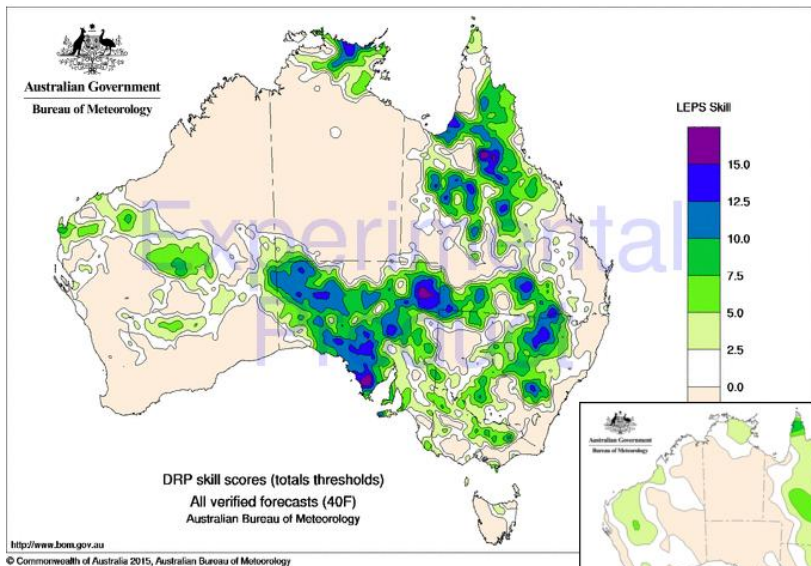 Australian Government
Bureau of Meteorology
LEPS Skill
15.0
12.5
10.0
7.5
5.0
2.5
0.0
Experimental
DRP skill scores (totals thresholds)
All verified forecasts (40F)
Australian Bureau of Meteorology
http://www.bom.gov.au
© Commonwealth of Australia 2015, Australian Bureau of Meteorology
Australian Government
Bureau of Meteorology